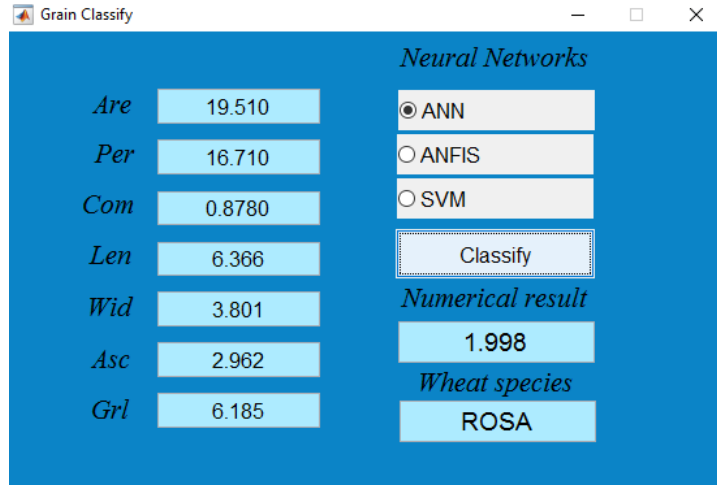 Grain Classify
Neural Networks
Are 19.510
Per 16.710
Com 0.8780
Len 6.366
Wid 3.801
Asc 2.962
Grl 6.185
ANN
ANFIS
SVM
Classify
Numerical result
1.998
Wheat species
ROSA